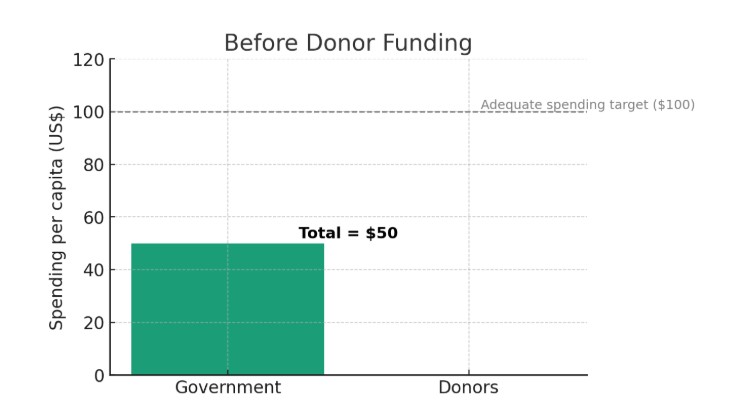 Before Donor Funding
Spending per capita (US$)
120
100
80
60
40
20
0
Adequate spending target ($100)
Total = $50
Government
Donors